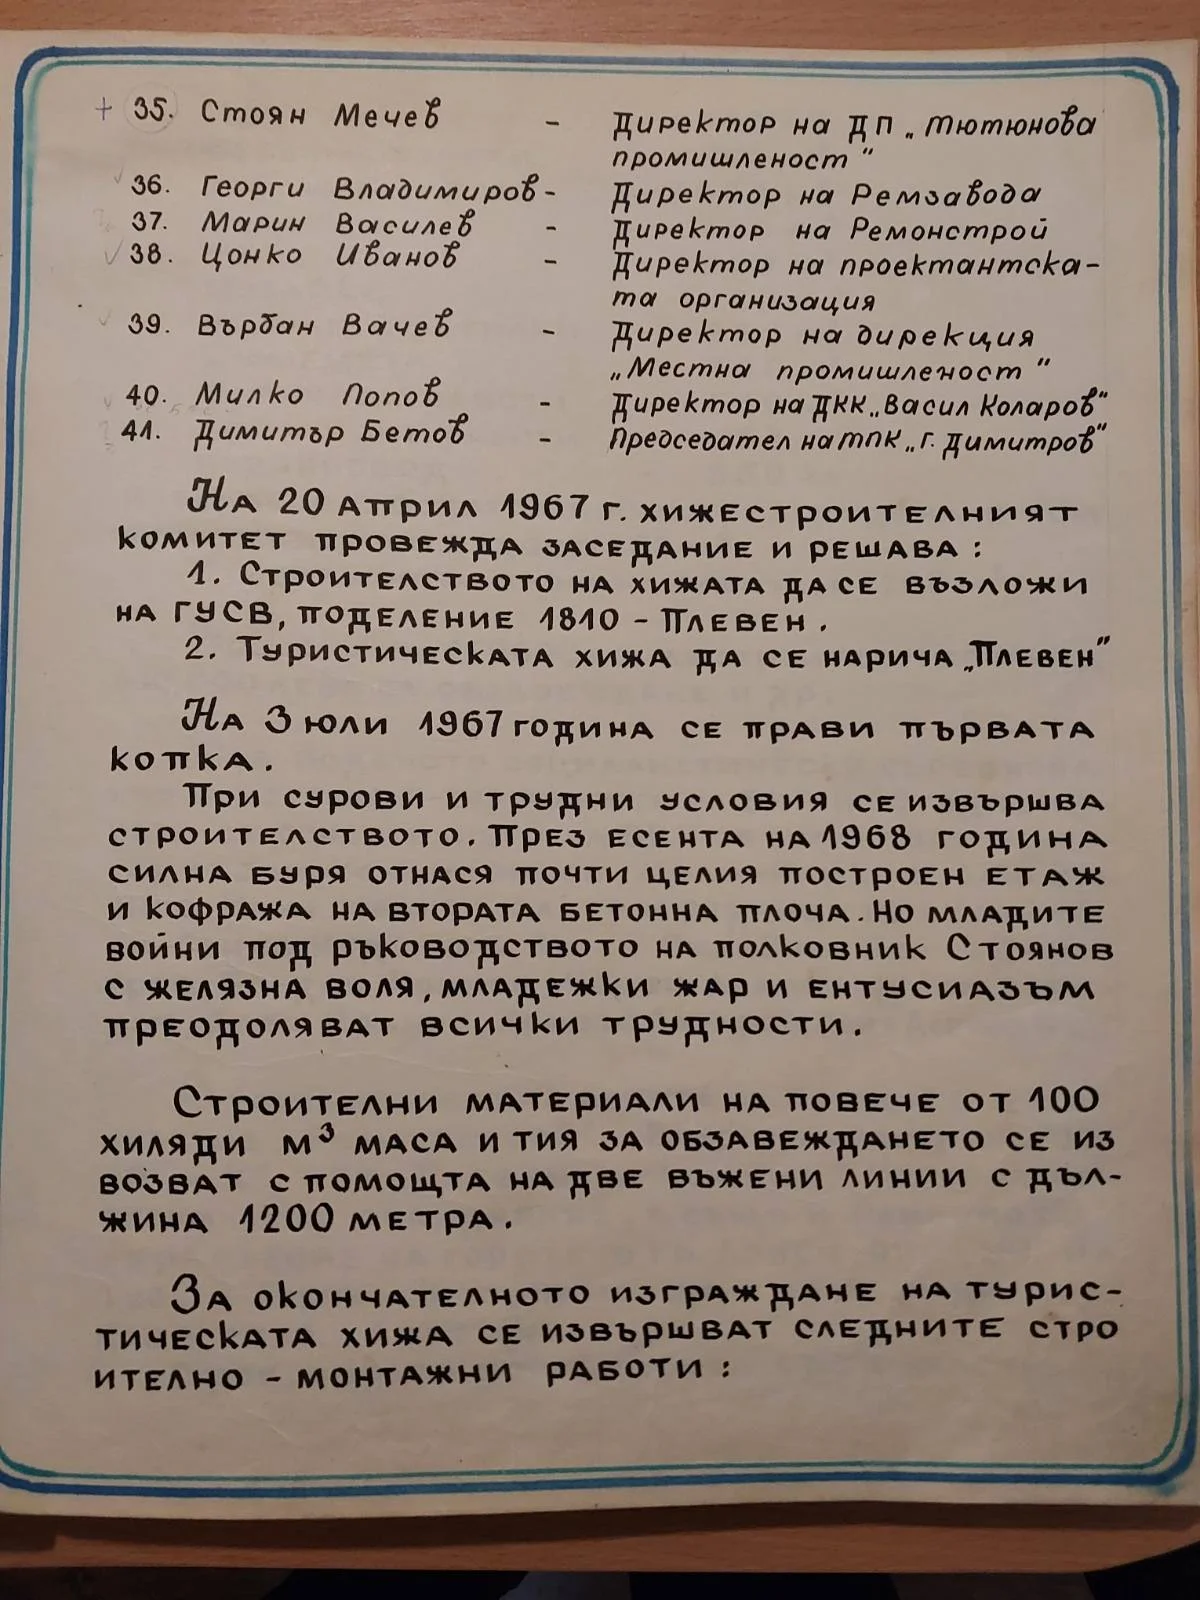 + 35. Стоян Мечев - Директор на ДП „Тютюнова
промишленост"
36. Георги Владимиров - Директор на Ремзавода
37. Марин Василев - Директор на Ремонстрой
38. Цонко Иванов - Директор на проектантска-
та организация
39. Върбан Вачев - Директор на дирекция
„Местна промишленост"
40. Милко Попов - Директор на ДКК „Васил Коларов"
41. Димитър Бетов - Председател на ТПК „Г. Димитров"
На 20 април 1967 г. хижестроителният
комитет провежда заседание и решава:
1. Строителството на хижата да се възложи
на ГУСВ, поделение 1810 - Плевен.
2. Туристическата хижа да се нарича „Плевен"
На 3 юли 1967 година се прави първата
копка.
При сурови и трудни условия се извършва
строителството. През есента на 1968 година
силна буря отнася почти целия построен етаж
и кофража на втората бетонна плоча. Но младите
войни под ръководството на полковник Стоянов
с желязна воля, младежки жар и ентусиазъм
преодоляват всички трудности.
Строителни материали на повече от 100
хиляди м³ маса и тия за обзавеждането се из
возват с помощта на две въжени линии с дъл-
жина 1200 метра.
За окончателното изграждане на турис-
тическата хижа се извършват следните стро
ително - монтажни работи: